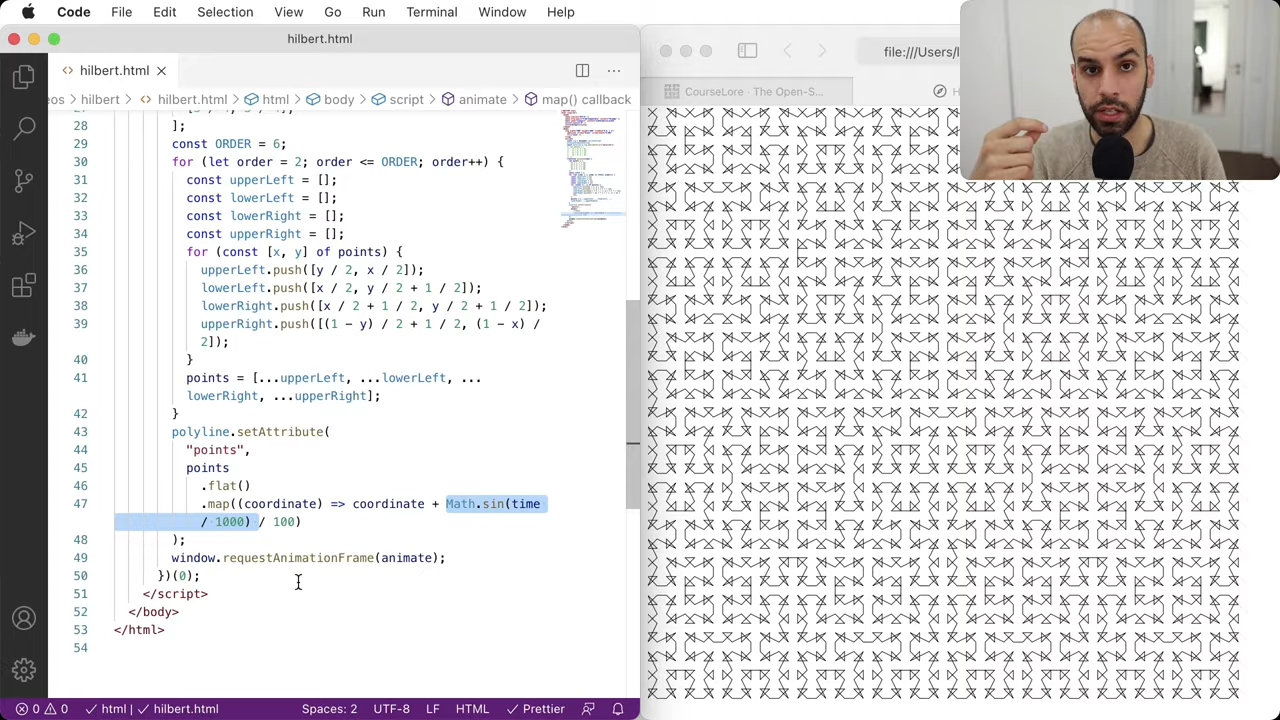 Code File Edit Selection View Go Run Terminal Window Help
hilbert.html
<> hilbert.html ×
eos > hilbert > <> hilbert.html > html > body > script > animate > map() callback
file:///Users/l
CourseLore · The Open-S...
28 ];
29 const ORDER = 6;
30 for (let order = 2; order <= ORDER; order++) {
31 const upperLeft = [];
32 const lowerLeft = [];
33 const lowerRight = [];
34 const upperRight = [];
35 for (const [x, y] of points) {
36 upperLeft.push([y / 2, x / 2]);
37 lowerLeft.push([x / 2, y / 2 + 1 / 2]);
38 lowerRight.push([x / 2 + 1 / 2, y / 2 + 1 / 2]);
39 upperRight.push([(1 - y) / 2 + 1 / 2, (1 - x) /
2]);
40 }
41 points = [...upperLeft, ...lowerLeft, ...
lowerRight, ...upperRight];
42 }
43 polyline.setAttribute(
44 "points",
45 points
46 .flat()
47 .map((coordinate) => coordinate + Math.sin(time
/ 1000) / 100)
48 );
49 window.requestAnimationFrame(animate);
50 })(0);
51 </script>
52 </body>
53 </html>
54
0 0 html | hilbert.html Spaces: 2 UTF-8 LF HTML Prettier